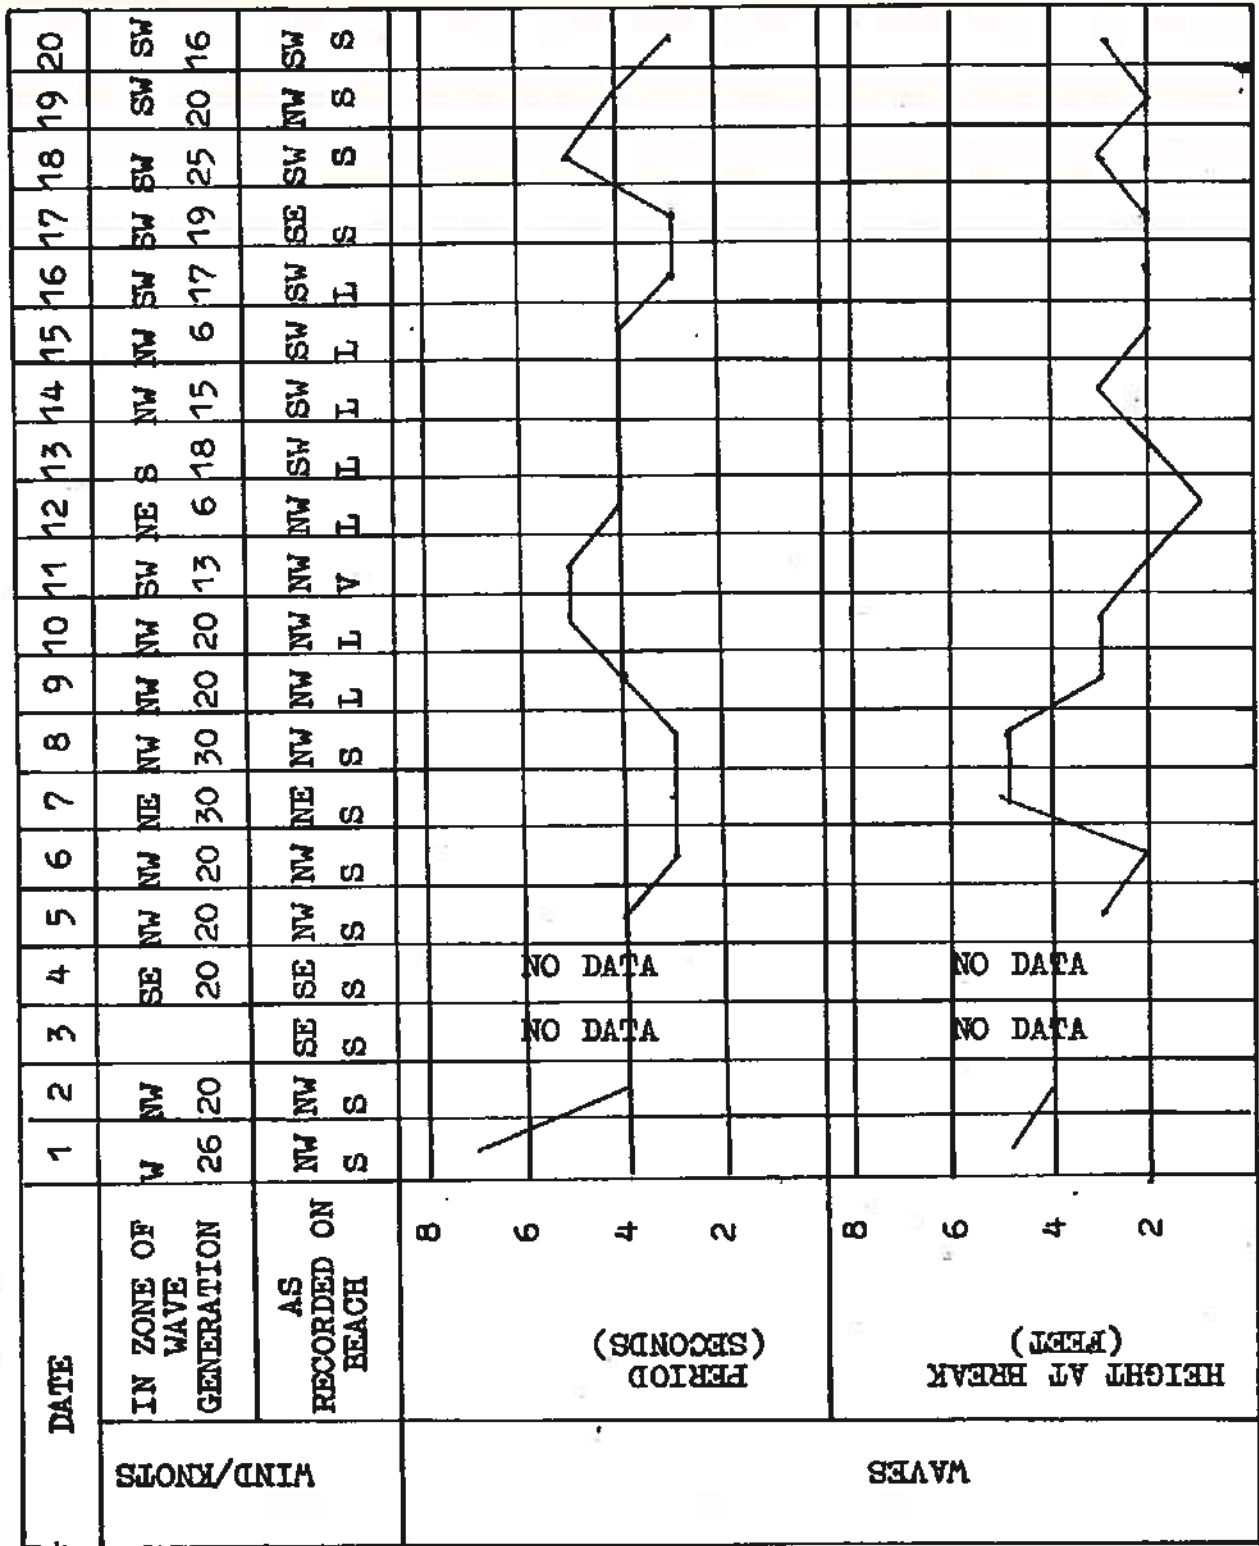 DATE 1 2 3 4 5 6 7 8 9 10 11 12 13 14 15 16 17 18 19 20
WIND/KNOTS
IN ZONE OF
WAVE
GENERATION
W NW SE NW NW NE NW NW NW SW NE S NW NW SW SW SW SW SW
26 20 20 20 20 30 30 20 20 13 6 18 15 6 17 19 25 20 16
AS
RECORDED ON
BEACH
NW NW SE SE NW NW NE NW NW NW NW NW SW SW SW SW SE SW NW SW
S S S S S S S S L L V L L L L L S S S S
WAVES
PERIOD
(SECONDS)
8
6
NO DATA NO DATA
4
2
HEIGHT AT BREAK
(FEET)
8
6
NO DATA NO DATA
4
2